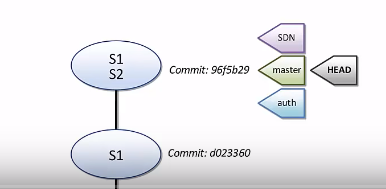 S1
S2
Commit: 96f5b29
SDN
master
HEAD
auth
S1
Commit: d023360